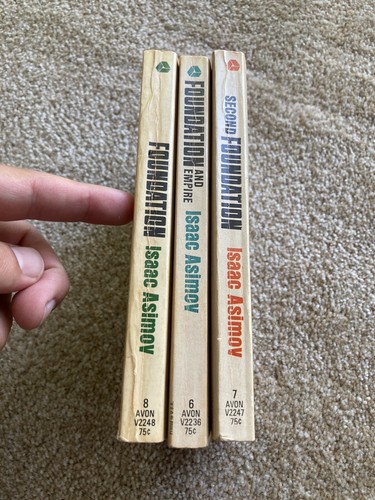 FOUNDATION Isaac Asimov
8
AVON
V2248
75¢
FOUNDATION AND EMPIRE Isaac Asimov
6
AVON
V2236
75¢
SECOND FOUNDATION Isaac Asimov
7
AVON
V2247
75¢